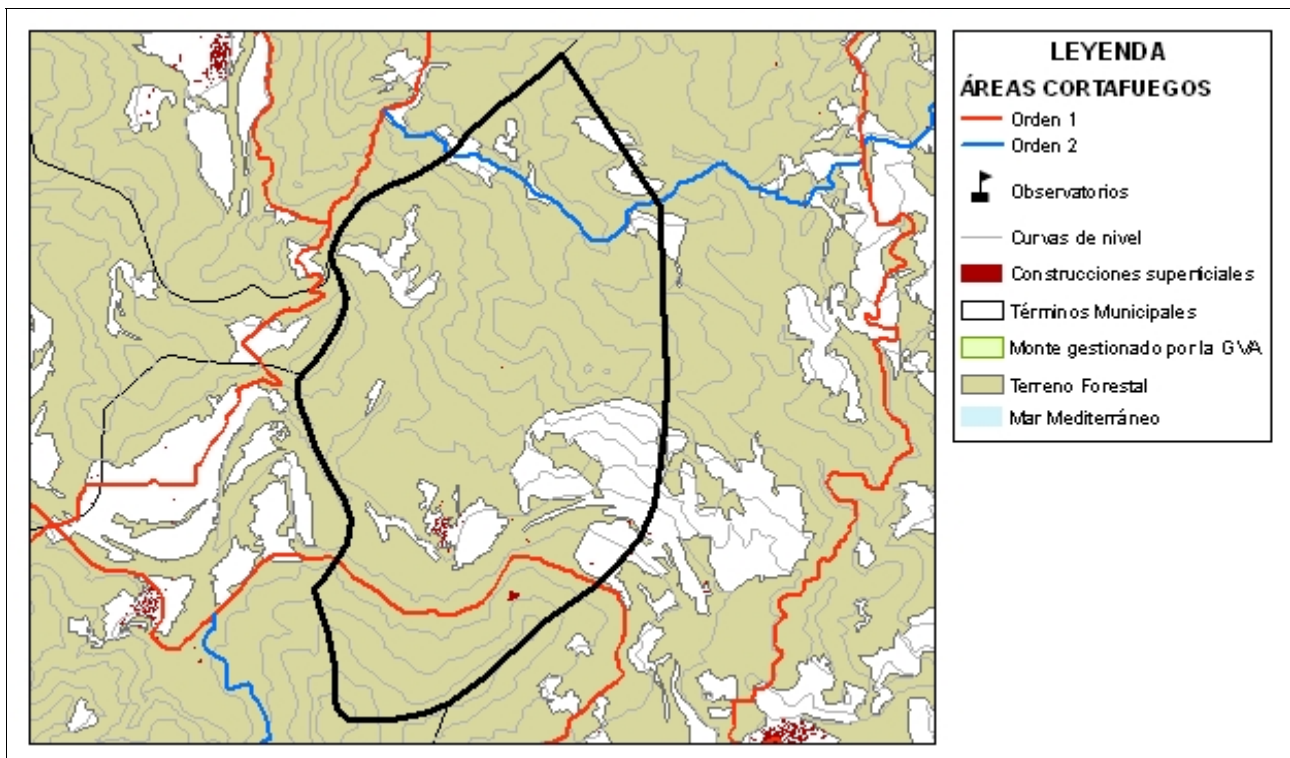 LEYENDA
ÁREAS CORTAFUEGOS
Orden 1
Orden 2
Observatorios
Curvas de nivel
Construcciones superficiales
Términos Municipales
Monte gestionado por la GVA
Terreno Forestal
Mar Mediterráneo